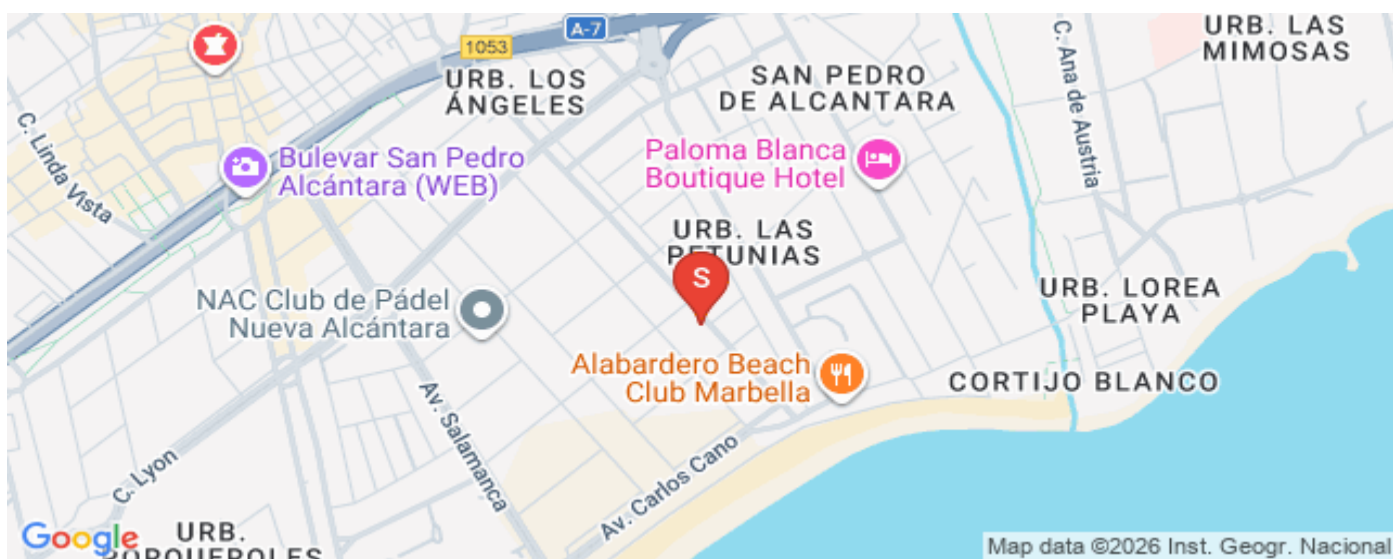 A-7
1053
URB. LOS
ÁNGELES
SAN PEDRO
DE ALCANTARA
C. Ana de Austria
URB. LAS
MIMOSAS
C. Linda Vista
Bulevar San Pedro
Alcántara (WEB)
Paloma Blanca
Boutique Hotel
URB. LAS
PETUNIAS
S
NAC Club de Pádel
Nueva Alcántara
URB. LOREA
PLAYA
Alabardero Beach
Club Marbella
CORTIJO BLANCO
Av. Salamanca
Av. Carlos Cano
C. Lyon
Google
URB.
Map data ©2026 Inst. Geogr. Nacional